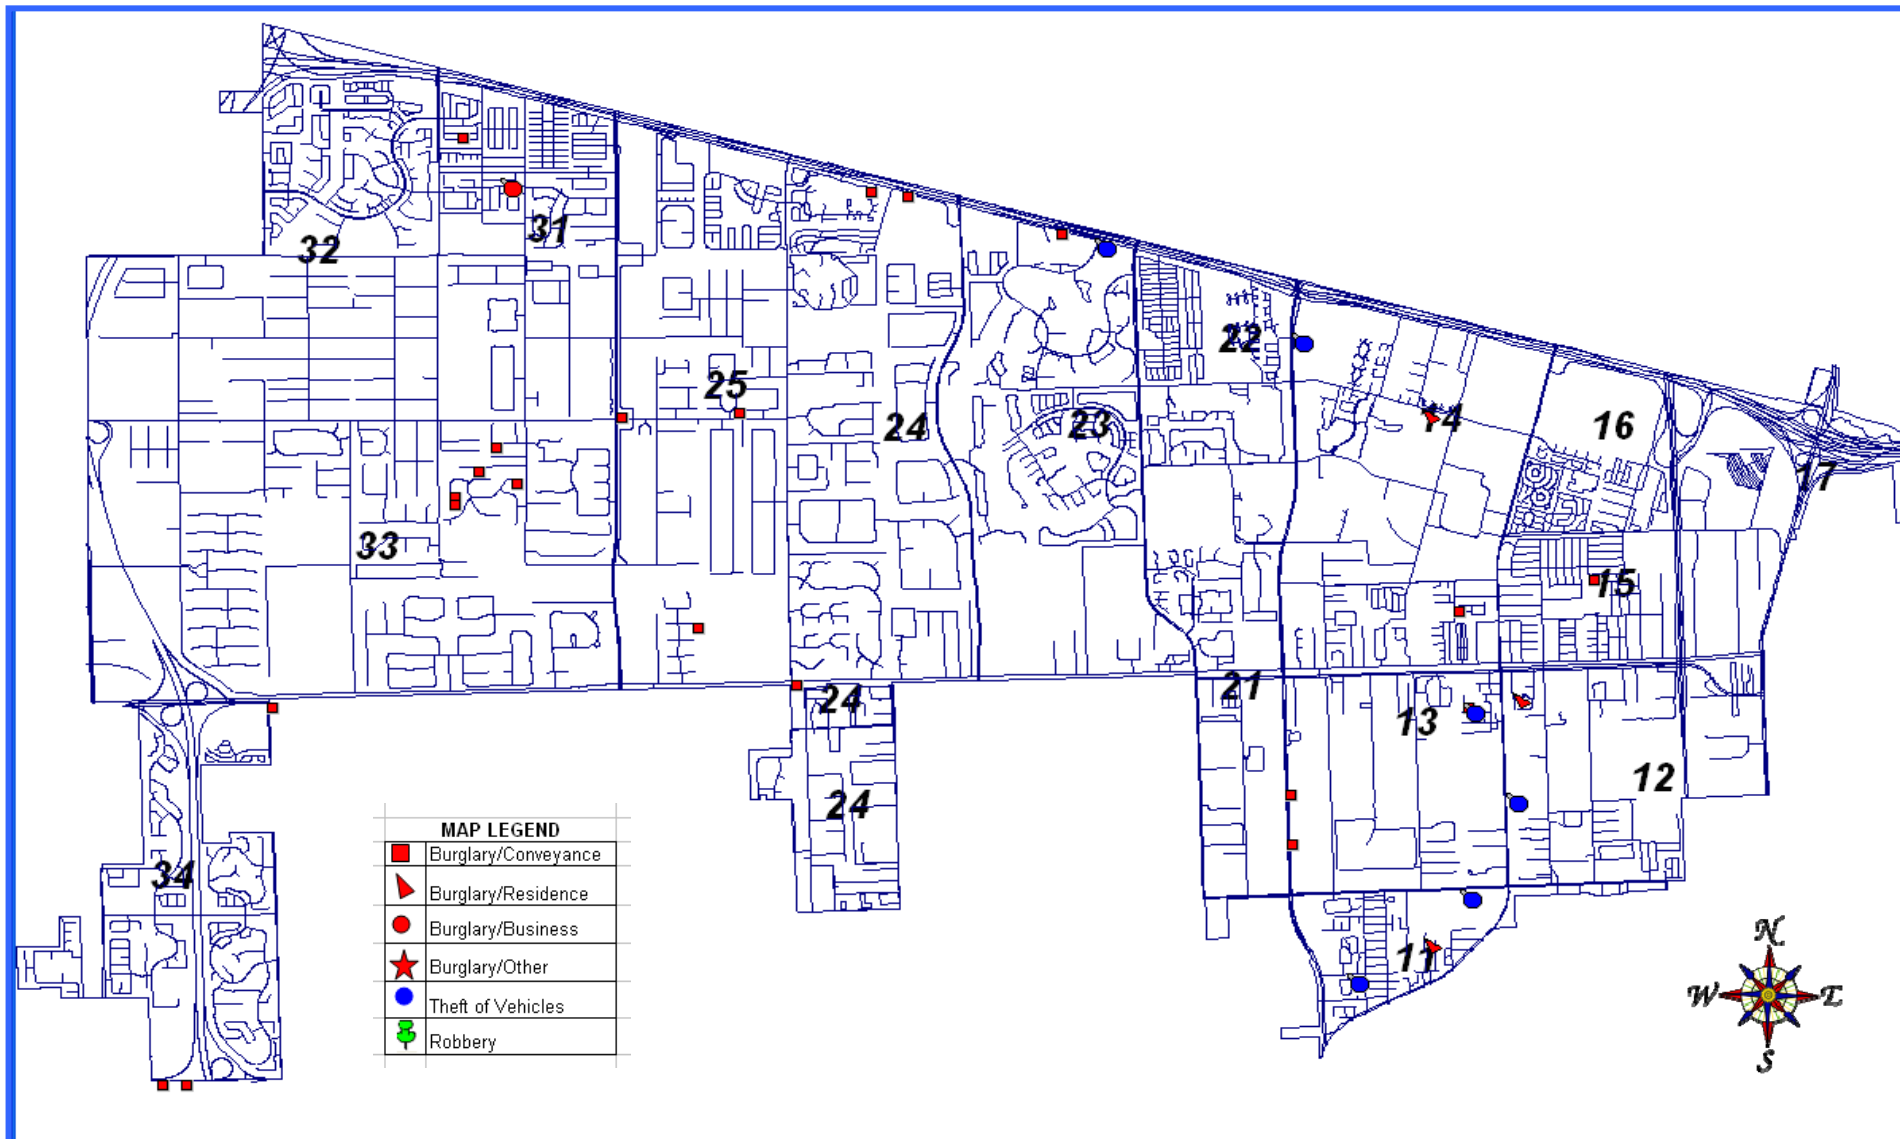 31
32
22
25
14
24
23
16
17
33
15
21
24
13
12
24
MAP LEGEND
Burglary/Conveyance
Burglary/Residence
Burglary/Business
Burglary/Other
Theft of Vehicles
Robbery
34
11
N
W
E
S